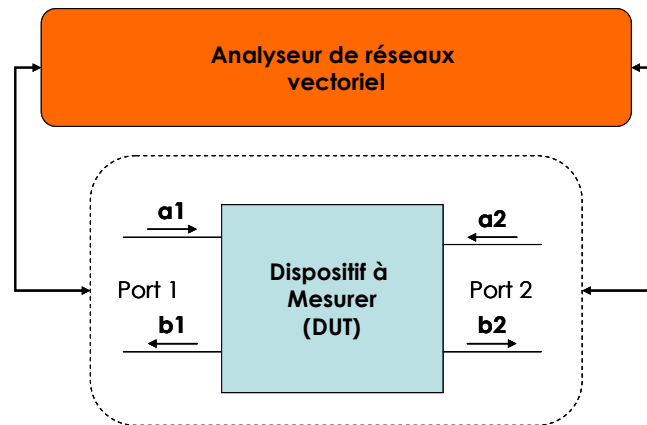 Analyseur de réseaux
vectoriel
a1
a2
Dispositif à
Mesurer
(DUT)
Port 1
Port 2
b1
b2